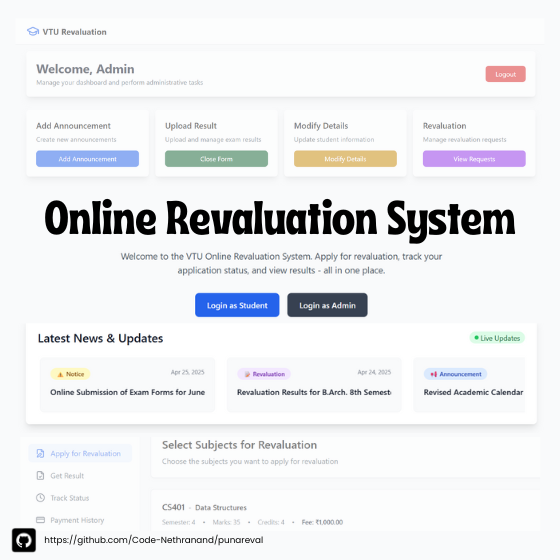 VTU Revaluation
Welcome, Admin
Manage your dashboard and perform administrative tasks
Logout
Add Announcement
Create new announcements
Add Announcement
Upload Result
Upload and manage exam results
Close Form
Modify Details
Update student information
Modify Details
Revaluation
Manage revaluation requests
View Requests
Online Revaluation System
Welcome to the VTU Online Revaluation System. Apply for revaluation, track your
application status, and view results - all in one place.
Login as Student
Login as Admin
Latest News & Updates
Live Updates
Notice
Apr 25, 2025
Online Submission of Exam Forms for June
Revaluation
Apr 24, 2025
Revaluation Results for B.Arch. 8th Semest
Announcement
Revised Academic Calendar
Apply for Revaluation
Get Result
Track Status
Payment History
Select Subjects for Revaluation
Choose the subjects you want to apply for revaluation
CS401 - Data Structures
Semester: 4 • Marks: 35 • Credits: 4 • Fee: ₹1,000.00
https://github.com/Code-Nethranand/punareval